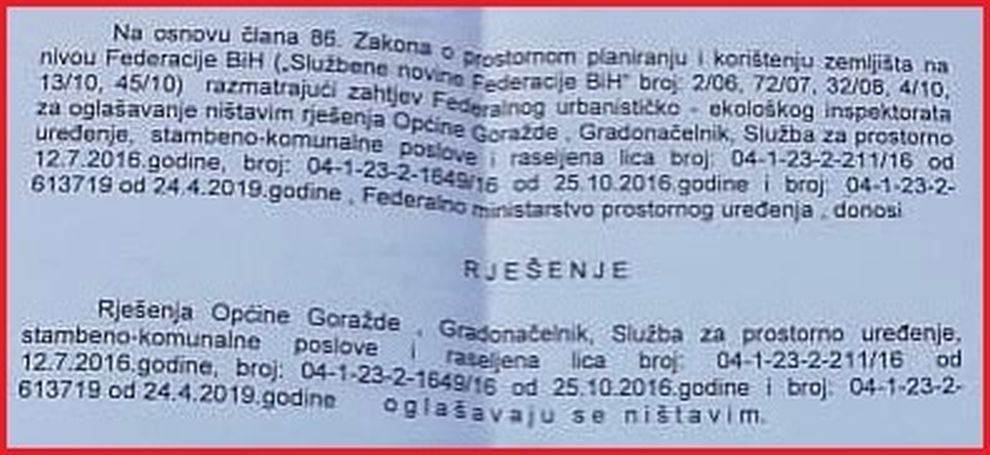 Na osnovu člana 86. Zakona o prostornom planiranju i korištenju zemljišta na
nivou Federacije BiH („Službene novine Federacije BiH" broj: 2/06, 72/07, 32/08, 4/10,
13/10, 45/10) razmatrajući zahtjev Federalnog urbanističko - ekološkog inspektorata
za oglašavanje ništavim rješenja Općine Goražde , Gradonačelnik, Služba za prostorno
uređenje, stambeno-komunalne poslove i raseljena lica broj: 04-1-23-2-211/16 od
12.7.2016.godine, broj: 04-1-23-2-1649/16 od 25.10.2016.godine i broj: 04-1-23-2-
613719 od 24.4.2019.godine , Federalno ministarstvo prostornog uređenja , donosi
RJEŠENJE
Rješenja Općine Goražde , Gradonačelnik, Služba za prostorno uređenje,
stambeno-komunalne poslove i raseljena lica broj: 04-1-23-2-211/16 od
12.7.2016.godine, broj: 04-1-23-2-1649/16 od 25.10.2016.godine i broj: 04-1-23-2-
613719 od 24.4.2019.godine oglašavaju se ništavim.